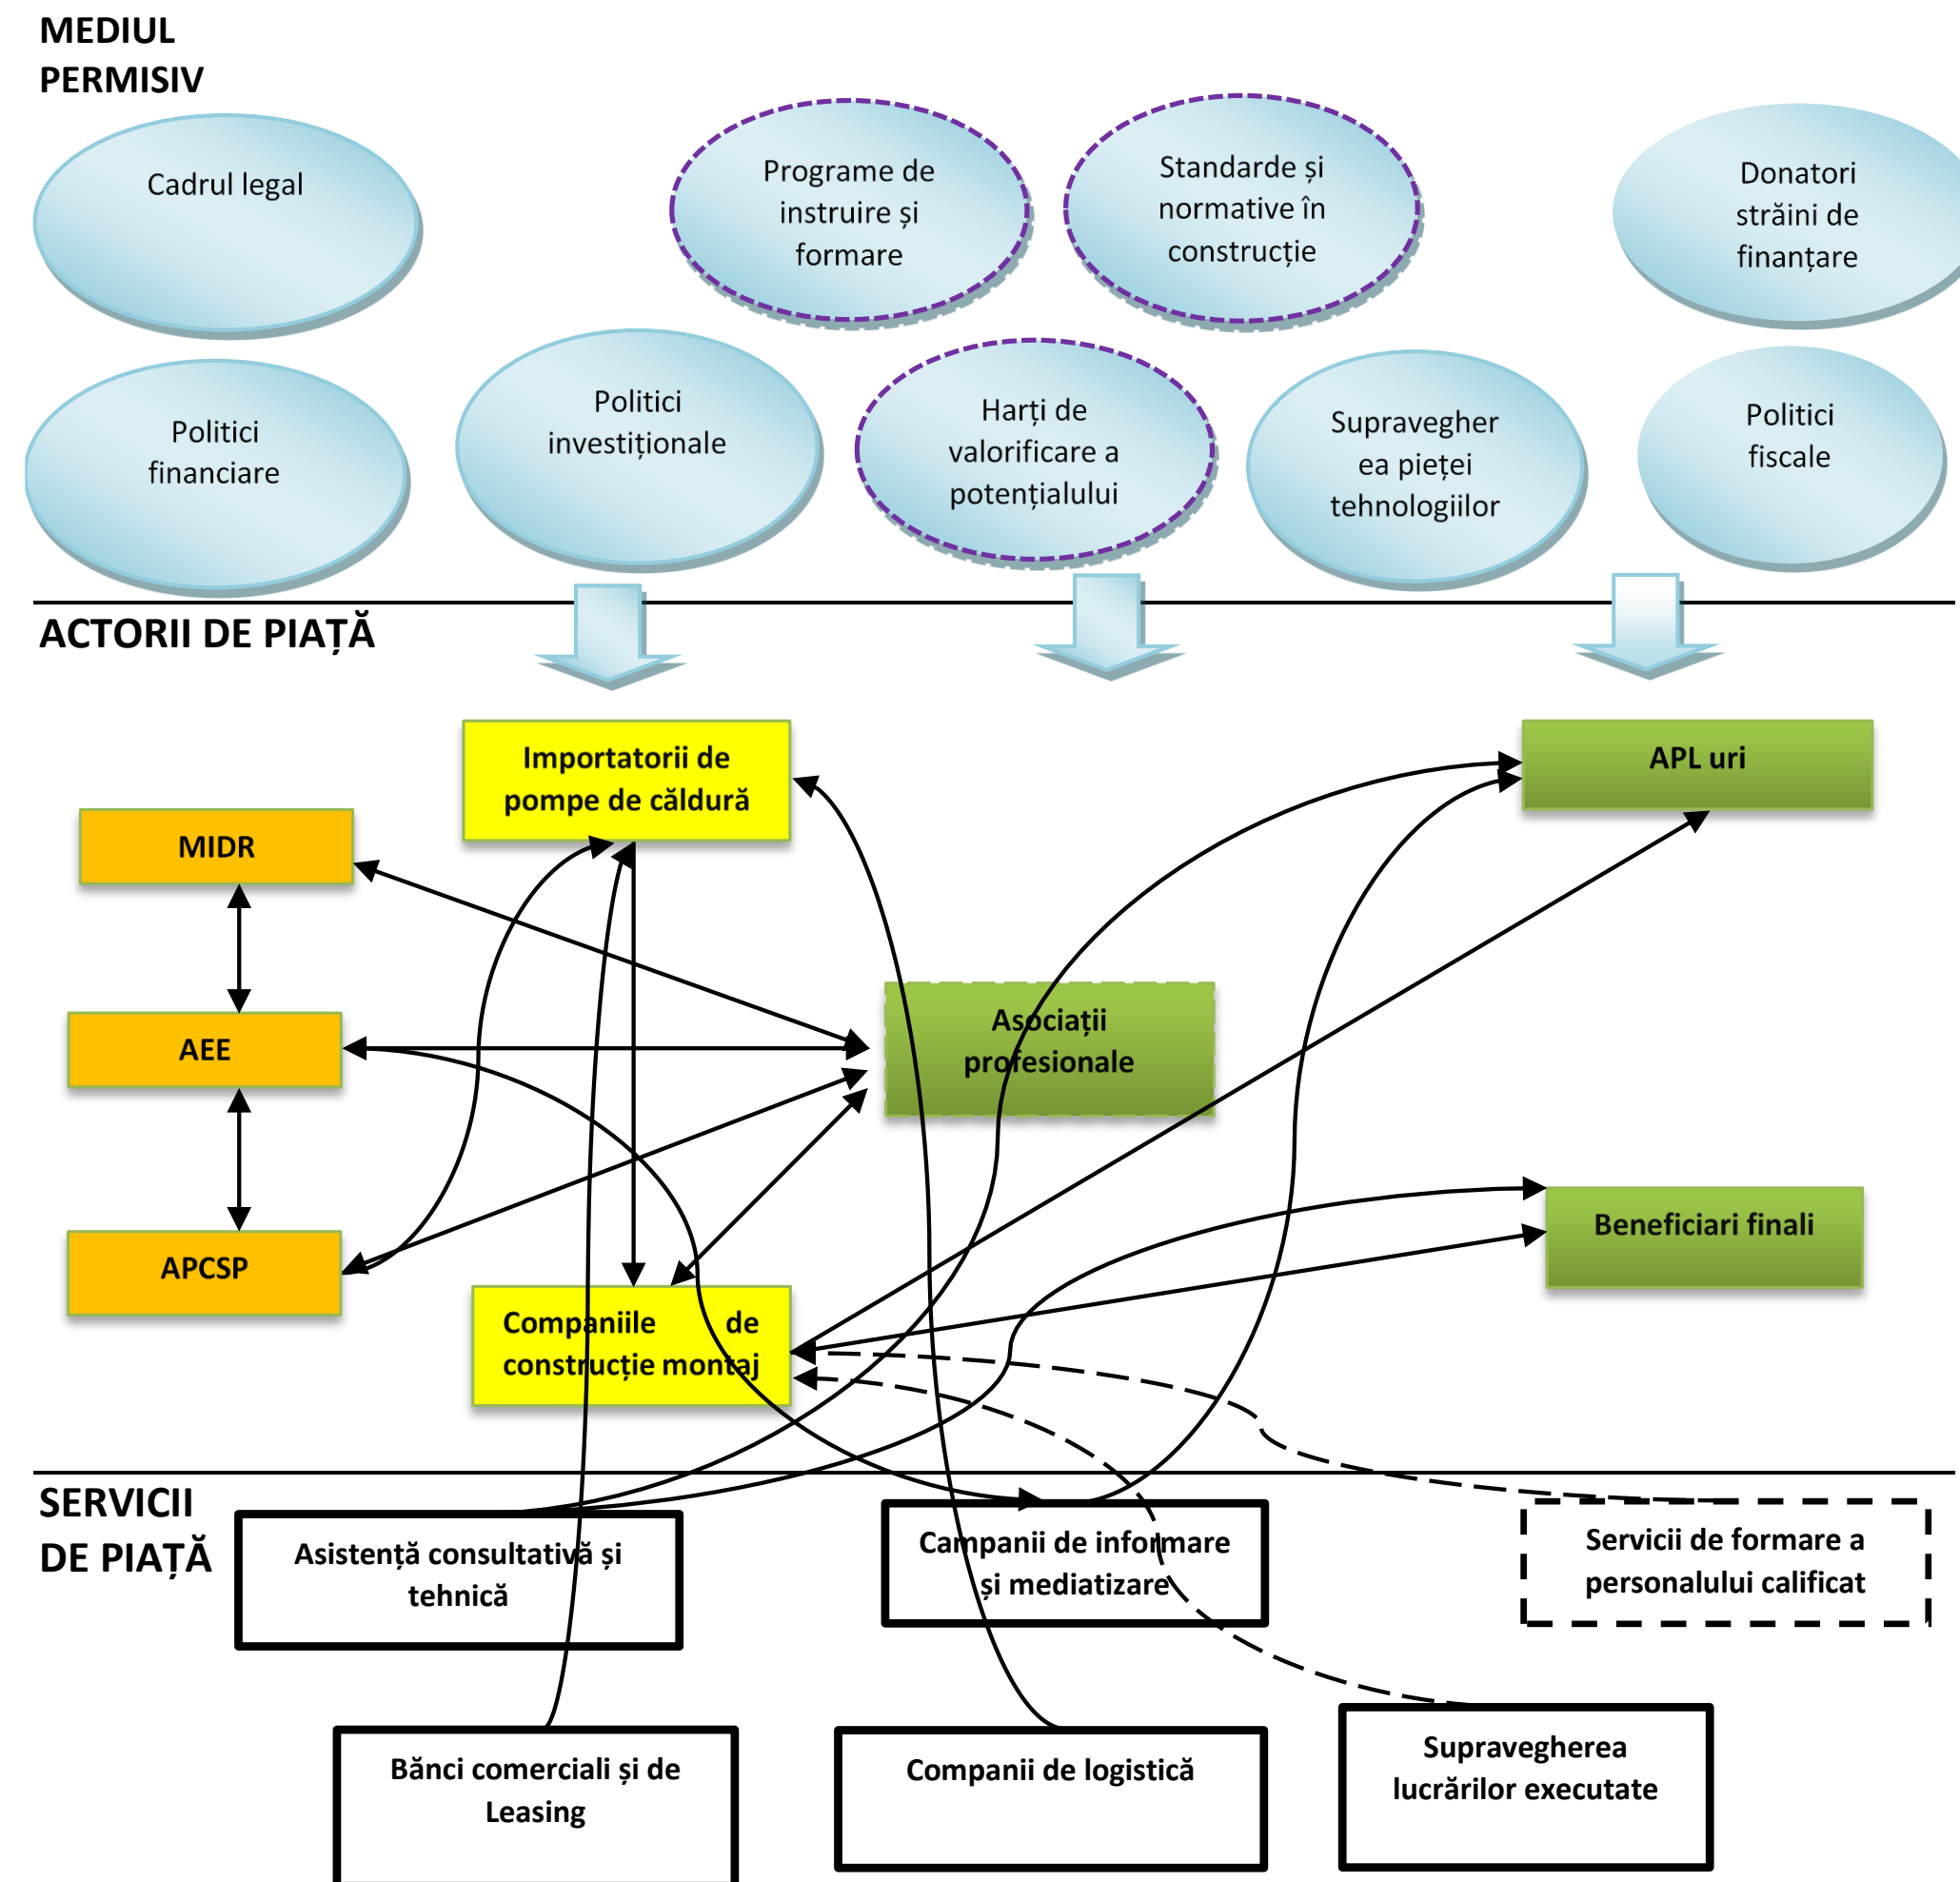 MEDIUL
PERMISIV
Cadrul legal
Programe de
instruire și
formare
Standarde și
normative în
construcție
Donatori
străini de
finanțare
Politici
financiare
Politici
investiționale
Harți de
valorificare a
potențialului
Supravegher
ea pieței
tehnologiilor
Politici
fiscale
ACTORII DE PIAȚĂ
Importatorii de
pompe de căldură
APL uri
MIDR
Asociații
profesionale
AEE
Beneficiari finali
APCSP
Companiile de
construcție montaj
SERVICII
DE PIAȚĂ
Asistență consultativă și
tehnică
Campanii de informare
și mediatizare
Servicii de formare a
personalului calificat
Bănci comerciali și de
Leasing
Companii de logistică
Supravegherea
lucrărilor executate